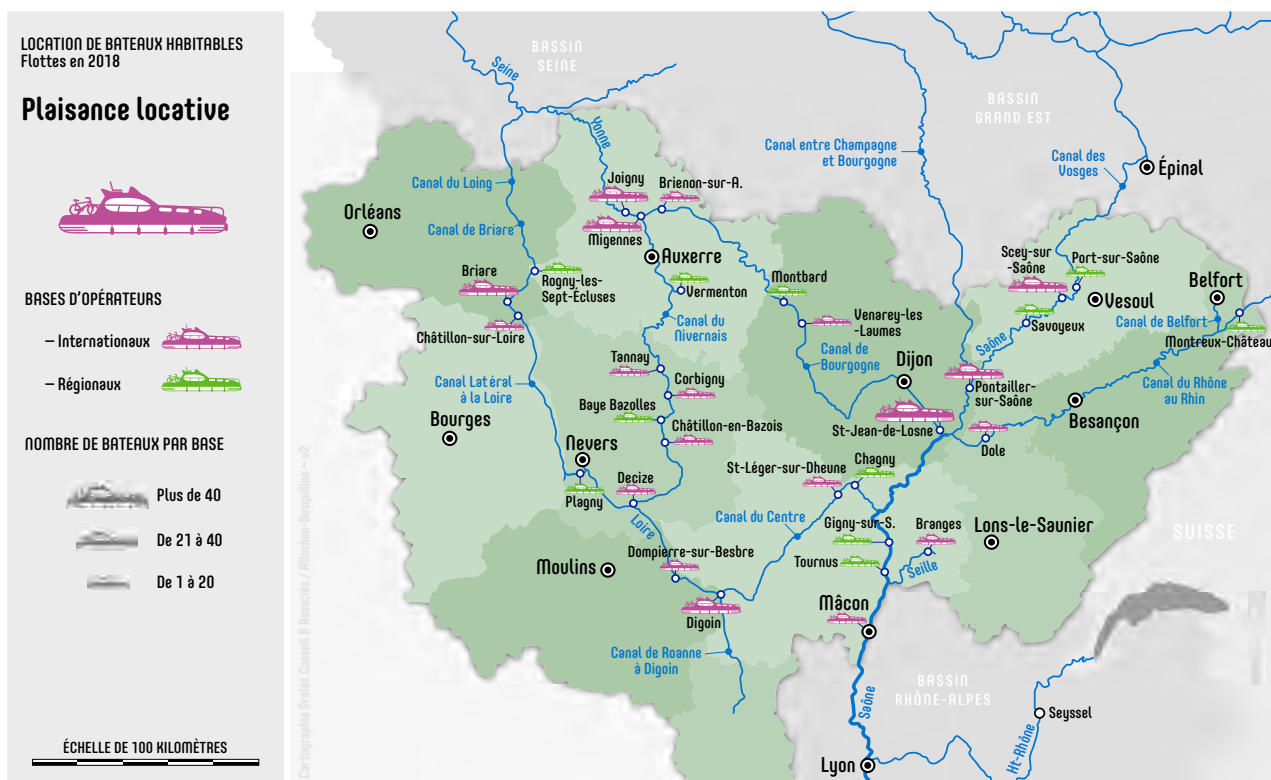 LOCATION DE BATEAUX HABITABLES
Flottes en 2018
Plaisance locative
BASES D'OPÉRATEURS
– Internationaux
– Régionaux
NOMBRE DE BATEAUX PAR BASE
Plus de 40
De 21 à 40
De 1 à 20
ÉCHELLE DE 100 KILOMÈTRES
Cartographie Grelet Conseil & Associés / Allochon-Bosquillon – v2
BASSIN
SEINE
Seine
BASSIN
GRAND EST
Yonne
Canal entre Champagne
et Bourgogne
Canal des
Vosges
Épinal
Canal du Loing
Joigny
Brienon-sur-A.
Orléans
Canal de Briare
Migennes
Auxerre
Scey-sur
-Saône
Port-sur-Saône
Belfort
Briare
Rogny-les-
Sept-Écluses
Vermenton
Montbard
Vesoul
Châtillon-sur-Loire
Canal du
Nivernais
Venarey-les
-Laumes
Saône
Savoyeux
Canal de Belfort
Montreux-Château
Tannay
Canal de
Bourgogne
Dijon
Canal Latéral
à la Loire
Corbigny
Pontailler-
sur-Saône
Canal du Rhône
au Rhin
Baye Bazolles
Besançon
Bourges
Châtillon-en-Bazois
St-Jean-de-Losne
Dole
Nevers
St-Léger-sur-Dheune
Chagny
Plagny
Decize
Loire
Canal du Centre
Gigny-sur-S.
Branges
Lons-le-Saunier
SUISSE
Dompierre-sur-Besbre
Tournus
Seille
Moulins
Digoin
Mâcon
Canal de Roanne
à Digoin
BASSIN
RHÔNE-ALPES
Saône
Seyssel
Ht-Rhône
Lyon